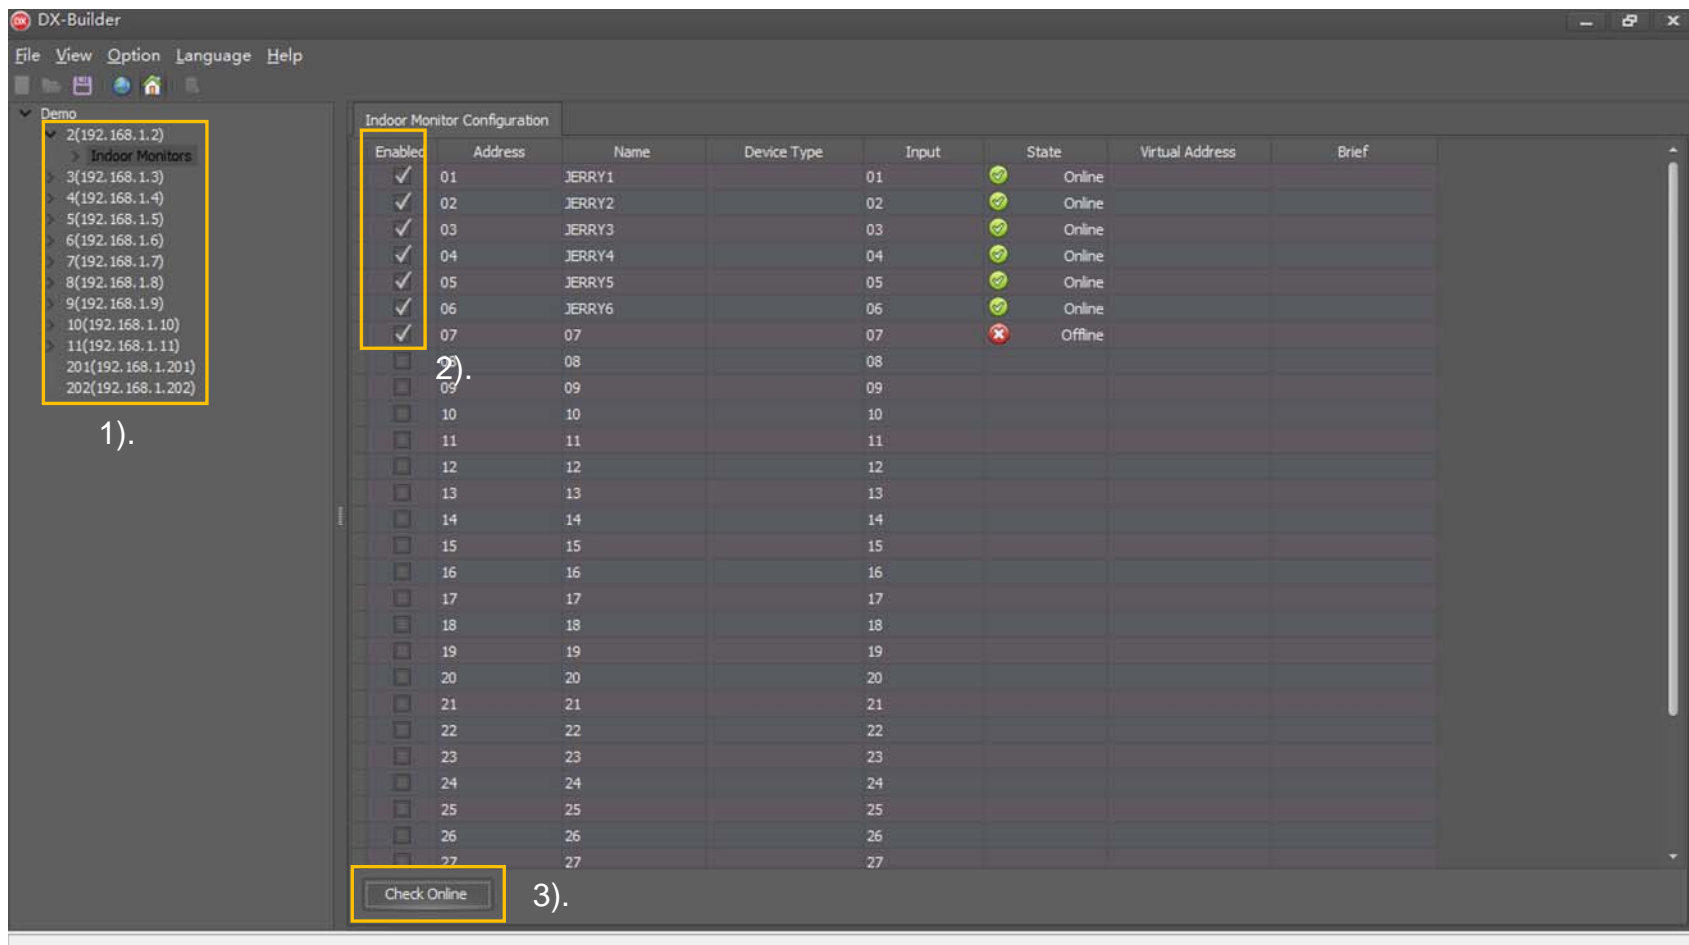 DX-Builder
File View Option Language Help
Demo
2(192.168.1.2)
Indoor Monitors
3(192.168.1.3)
4(192.168.1.4)
5(192.168.1.5)
6(192.168.1.6)
7(192.168.1.7)
8(192.168.1.8)
9(192.168.1.9)
10(192.168.1.10)
11(192.168.1.11)
201(192.168.1.201)
202(192.168.1.202)
1).
Indoor Monitor Configuration
Enabled Address Name Device Type Input State Virtual Address Brief
01 JERRY1 01 Online
02 JERRY2 02 Online
03 JERRY3 03 Online
04 JERRY4 04 Online
05 JERRY5 05 Online
06 JERRY6 06 Online
07 07 07 Offline
2).
08 08 08
09 09 09
10 10 10
11 11 11
12 12 12
13 13 13
14 14 14
15 15 15
16 16 16
17 17 17
18 18 18
19 19 19
20 20 20
21 21 21
22 22 22
23 23 23
24 24 24
25 25 25
26 26 26
27 27 27
Check Online
3).